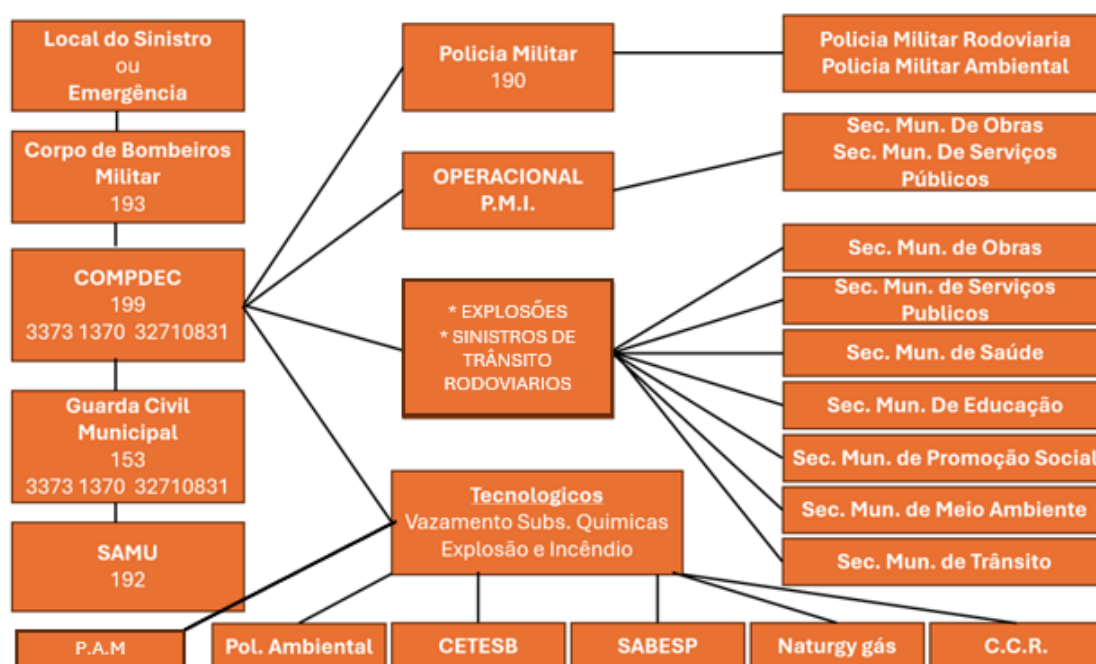 Local do Sinistro
ou
Emergência
Corpo de Bombeiros
Militar
193
COMPDEC
199
3373 1370 32710831
Guarda Civil
Municipal
153
3373 1370 32710831
SAMU
192
P.A.M
Policia Militar
190
OPERACIONAL
P.M.I.
* EXPLOSÕES
* SINISTROS DE
TRÂNSITO
RODOVIARIOS
Tecnologicos
Vazamento Subs. Quimicas
Explosão e Incêndio
Policia Militar Rodoviaria
Policia Militar Ambiental
Sec. Mun. De Obras
Sec. Mun. De Serviços
Públicos
Sec. Mun. de Obras
Sec. Mun. de Serviços
Publicos
Sec. Mun. de Saúde
Sec. Mun. De Educação
Sec. Mun. de Promoção Social
Sec. Mun. de Meio Ambiente
Sec. Mun. de Trânsito
Pol. Ambiental
CETESB
SABESP
Naturgy gás
C.C.R.